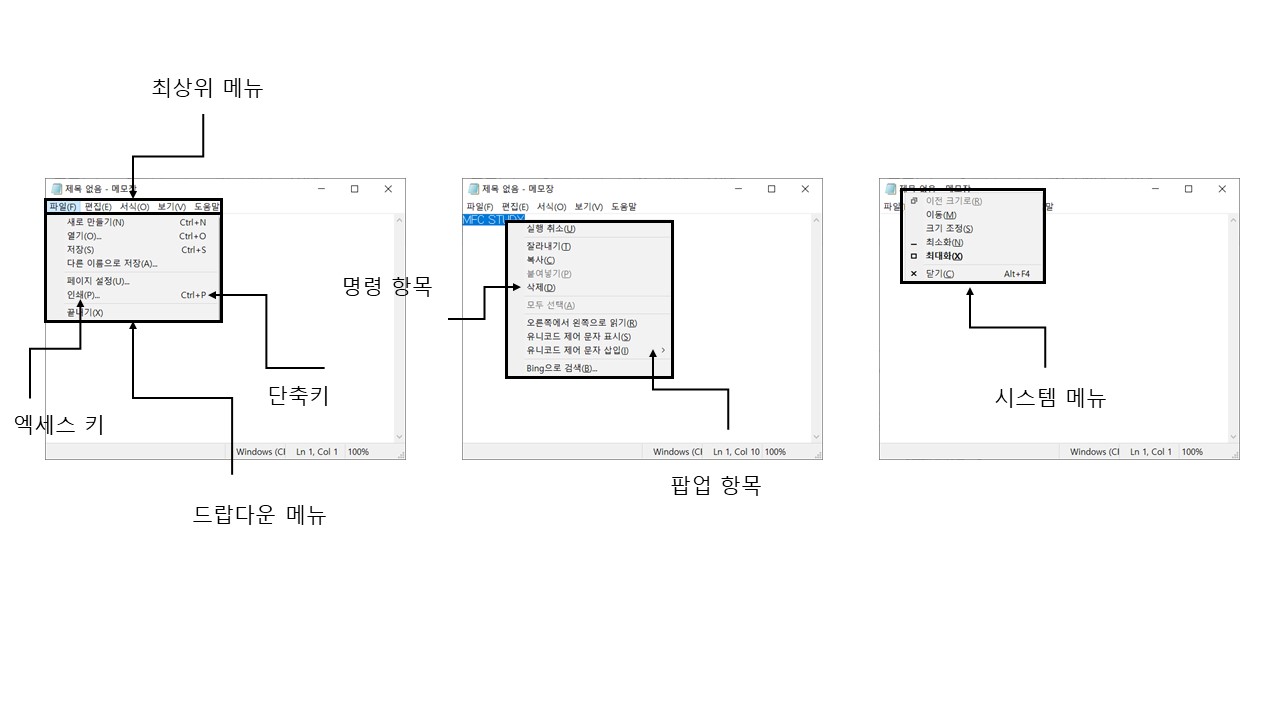 최상위 메뉴
제목 없음 - 메모장
파일(F) 편집(E) 서식(O) 보기(V) 도움말
새로 만들기(N) Ctrl+N
열기(O)... Ctrl+O
저장(S) Ctrl+S
다른 이름으로 저장(A)...
페이지 설정(U)...
인쇄(P)... Ctrl+P
끝내기(X)
단축키
엑세스 키
Windows (CI Ln 1, Col 1 100%
드랍다운 메뉴
제목 없음 - 메모장
파일(F) 편집(E) 서식(O) 보기(V) 도움말
MFC STUDY
실행 취소(U)
잘라내기(T)
복사(C)
붙여넣기(P)
명령 항목
삭제(D)
모두 선택(A)
오른쪽에서 왼쪽으로 읽기(R)
유니코드 제어 문자 표시(S)
유니코드 제어 문자 삽입(I)
Bing으로 검색(B)...
Windows (CI Ln 1, Col 10 100%
팝업 항목
제목 없음 - 메모장
파일 말
이전 크기로(R)
이동(M)
크기 조정(S)
최소화(N)
최대화(X)
닫기(C) Alt+F4
시스템 메뉴
Windows (CI Ln 1, Col 1 100%